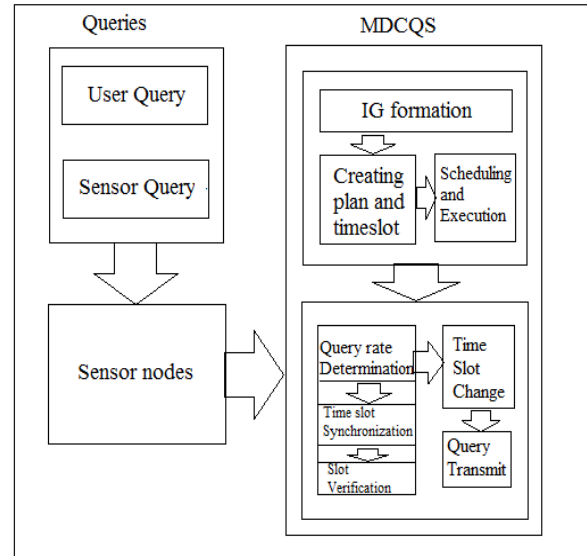 Queries
User Query
Sensor Query
Sensor nodes
MDCQS
IG formation
Creating
plan and
timeslot
Scheduling
and
Execution
Query rate
Determination
Time slot
Synchronization
Slot
Verification
Time
Slot
Change
Query
Transmit